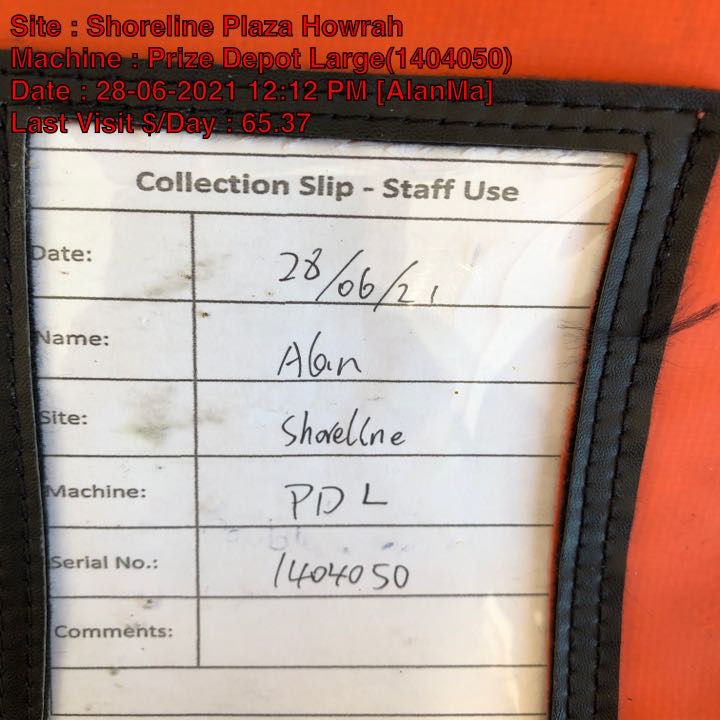 Site : Shoreline Plaza Howrah
Machine : Prize Depot Large(1404050)
Date : 28-06-2021 12:12 PM [AlanMa]
Last Visit $/Day : 65.37
Collection Slip - Staff Use
Date: 28/06/21
Name: Alan
Site: Shoreline
Machine: PDL
Serial No.: 1404050
Comments: